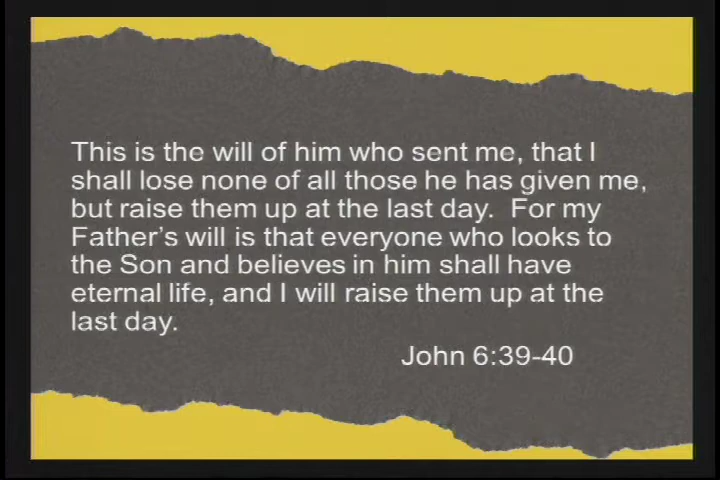 This is the will of him who sent me, that I
shall lose none of all those he has given me,
but raise them up at the last day.  For my
Father’s will is that everyone who looks to
the Son and believes in him shall have
eternal life, and I will raise them up at the
last day.
John 6:39-40